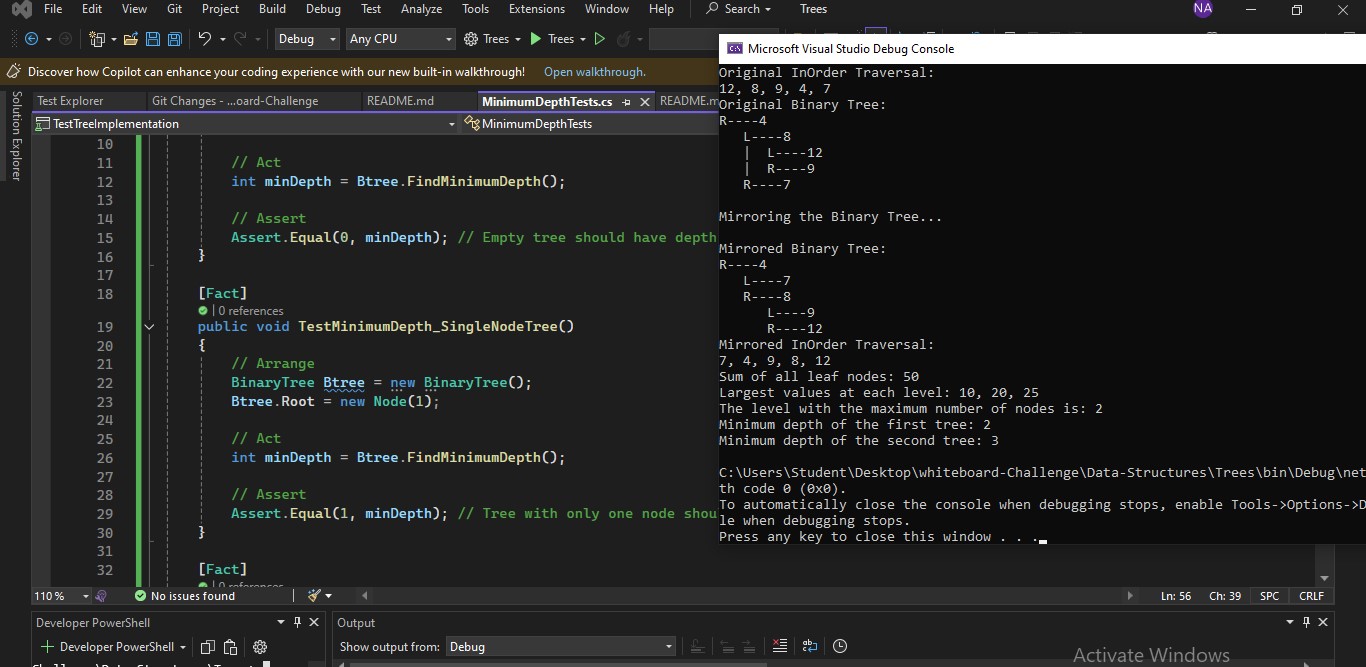 File Edit View Git Project Build Debug Test Analyze Tools Extensions Window Help Search Trees NA
Debug Any CPU Trees Trees
Discover how Copilot can enhance your coding experience with our new built-in walkthrough! Open walkthrough.
Solution Explorer
Test Explorer Git Changes - ...oard-Challenge README.md MinimumDepthTests.cs README.m
TestTreeImplementation MinimumDepthTests
10
11 // Act
12 int minDepth = Btree.FindMinimumDepth();
13
14 // Assert
15 Assert.Equal(0, minDepth); // Empty tree should have depth
16 }
17
18 [Fact]
0 references
19 public void TestMinimumDepth_SingleNodeTree()
20 {
21 // Arrange
22 BinaryTree Btree = new BinaryTree();
23 Btree.Root = new Node(1);
24
25 // Act
26 int minDepth = Btree.FindMinimumDepth();
27
28 // Assert
29 Assert.Equal(1, minDepth); // Tree with only one node shou
30 }
31
32 [Fact]
0 references
Microsoft Visual Studio Debug Console
Original InOrder Traversal:
12, 8, 9, 4, 7
Original Binary Tree:
R----4
L----8
| L----12
| R----9
R----7
Mirroring the Binary Tree...
Mirrored Binary Tree:
R----4
L----7
R----8
L----9
R----12
Mirrored InOrder Traversal:
7, 4, 9, 8, 12
Sum of all leaf nodes: 50
Largest values at each level: 10, 20, 25
The level with the maximum number of nodes is: 2
Minimum depth of the first tree: 2
Minimum depth of the second tree: 3
C:\Users\Student\Desktop\whiteboard-Challenge\Data-Structures\Trees\bin\Debug\net
th code 0 (0x0).
To automatically close the console when debugging stops, enable Tools->Options->D
le when debugging stops.
Press any key to close this window . . .
110 % No issues found Ln: 56 Ch: 39 SPC CRLF
Developer PowerShell
Developer PowerShell
Output
Show output from: Debug
Activate Windows